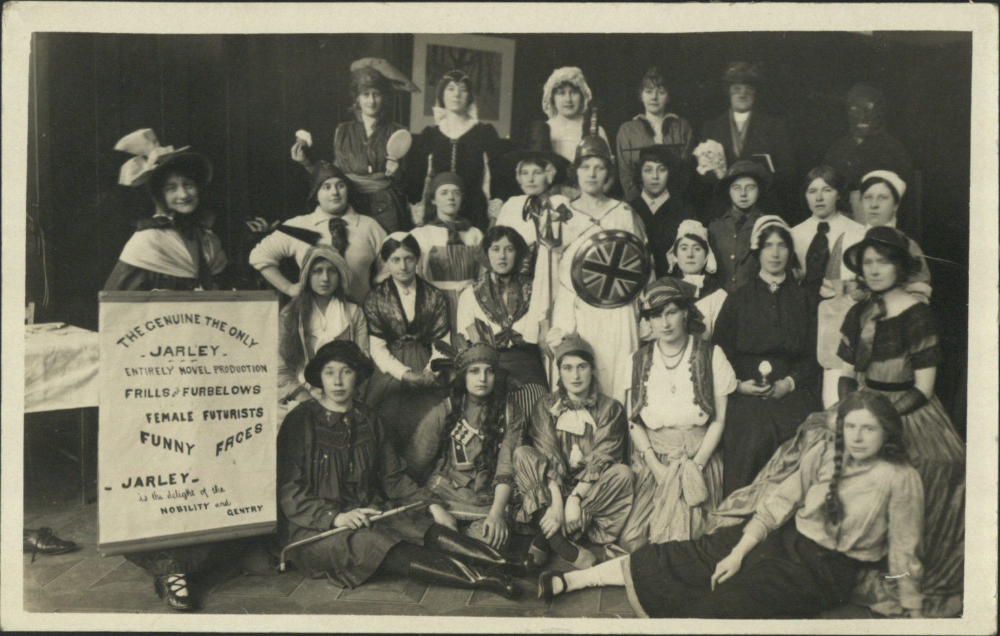 THE GENUINE THE ONLY
- JARLEY -
ENTIRELY NOVEL PRODUCTION
FRILLS and FURBELOWS
FEMALE FUTURISTS
FUNNY FACES
- JARLEY -
is the delight of the
NOBILITY and
GENTRY